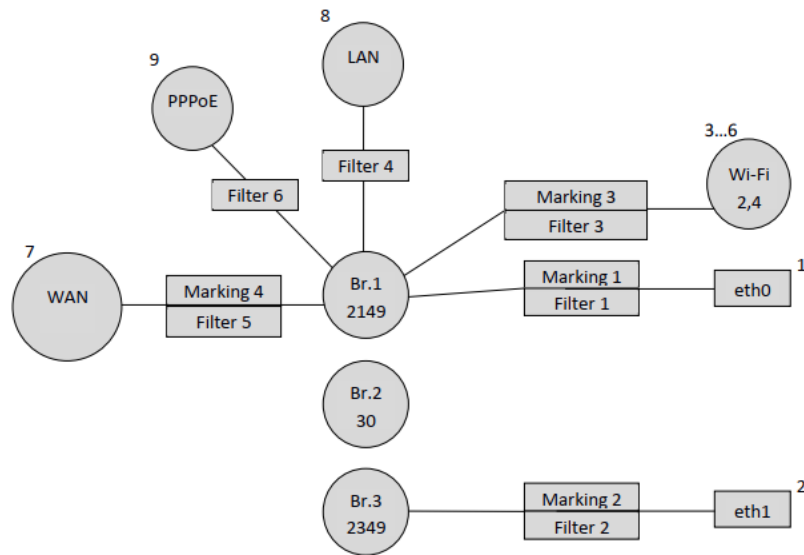 8
LAN
9
PPPoE
3...6
Wi-Fi
2,4
Filter 4
Filter 6
Marking 3
Filter 3
7
WAN
Marking 4
Filter 5
Br.1
2149
Marking 1
Filter 1
1
eth0
Br.2
30
Br.3
2349
Marking 2
Filter 2
2
eth1